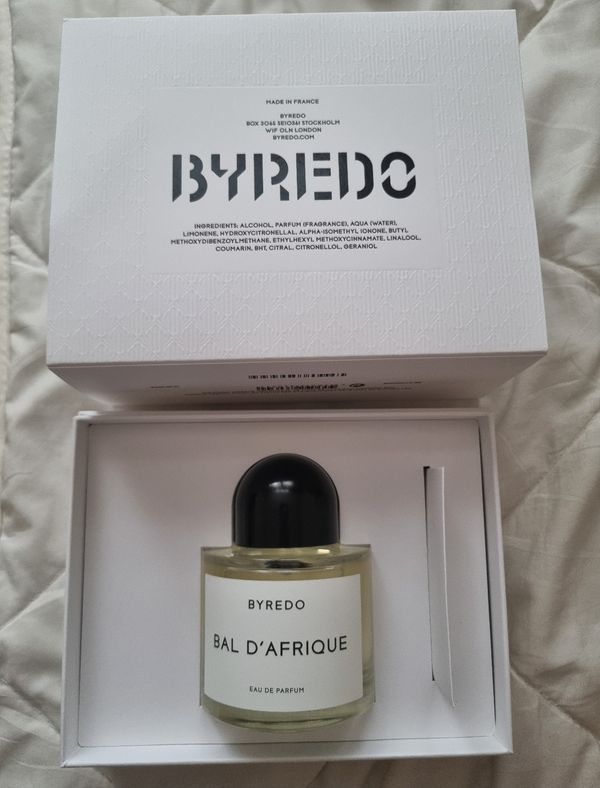 MADE IN FRANCE
BYREDO
BOX 3065 SE10361 STOCKHOLM
W1F OLN LONDON
BYREDO.COM
BYREDO
INGREDIENTS: ALCOHOL, PARFUM (FRAGRANCE), AQUA (WATER),
LIMONENE, HYDROXYCITRONELLAL, ALPHA-ISOMETHYL IONONE, BUTYL
METHOXYDIBENZOYLMETHANE, ETHYLHEXYL METHOXYCINNAMATE, LINALOOL,
COUMARIN, BHT, CITRAL, CITRONELLOL, GERANIOL
BYREDO
BAL D'AFRIQUE
EAU DE PARFUM